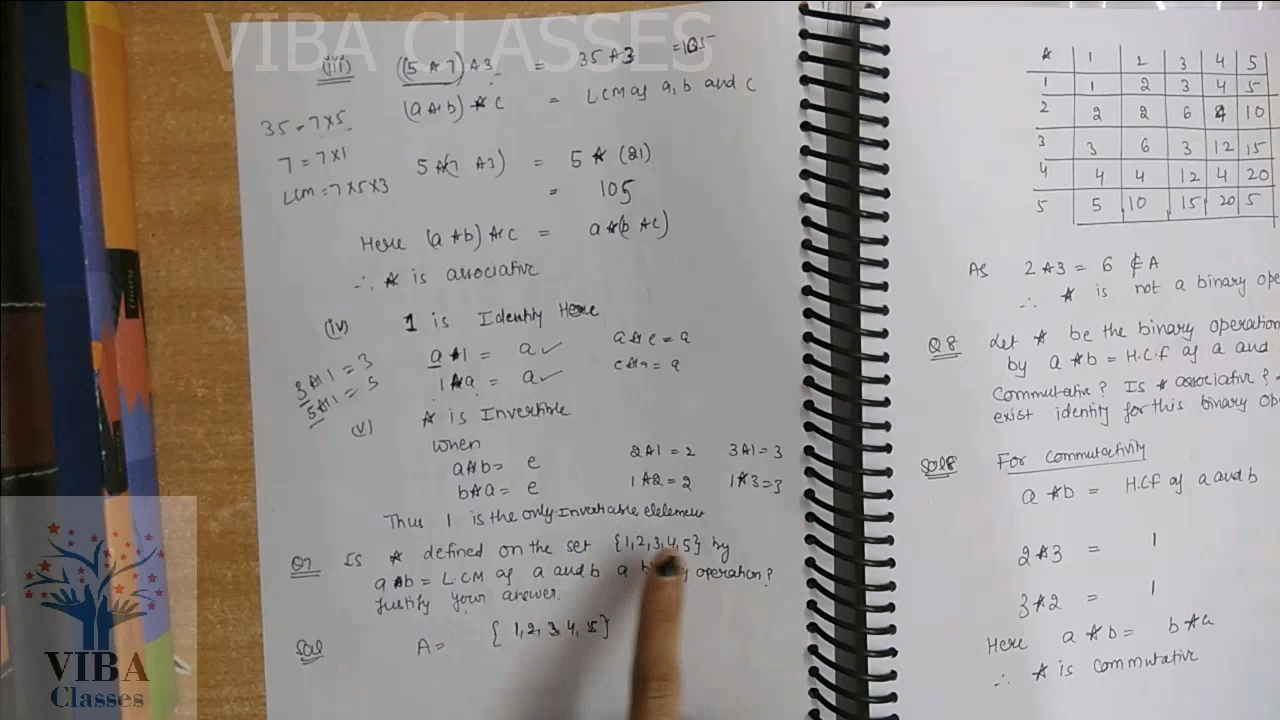 VIBA CLASSES
(iii) (5 * 7) * 3 = 35 * 3 = 105
(a * b) * c = LCM of a, b and c
35 = 7×5
7 = 7×1
LCM = 7×5×3
5 * (7 * 3) = 5 * (21)
= 105
Here (a * b) * c = a * (b * c)
∴ * is associative
(iv) 1 is Identity Here
a * 1 = a ✓ a * e = a
1 * a = a ✓ e * a = a
3 * 1 = 3
5 * 1 = 5
(v) * is Invertible
when
a * b = e 2 * 1 = 2 3 * 1 = 3
b * a = e 1 * 2 = 2 1 * 3 = 3
Thus 1 is the only Invertiable elelement
Q7 Is * defined on the set {1,2,3,4,5} by
a * b = L.C.M of a and b a operation?
Justify your answer.
Sol A = {1,2,3,4,5}
* 1 2 3 4 5
1 1 2 3 4 5
2 2 2 6 4 10
3 3 6 3 12 15
4 4 4 12 4 20
5 5 10 15 20 5
As 2 * 3 = 6 ∉ A
∴ * is not a binary ope
Q8 Let * be the binary operation
by a * b = H.C.f of a and
Commutative? Is * associative?
exist identity for this binary op
Sol8 For commutativity
a * b = H.C.f of a and b
2 * 3 = 1
3 * 2 = 1
Here a * b = b * a
∴ * is commutative
VIBA
Classes